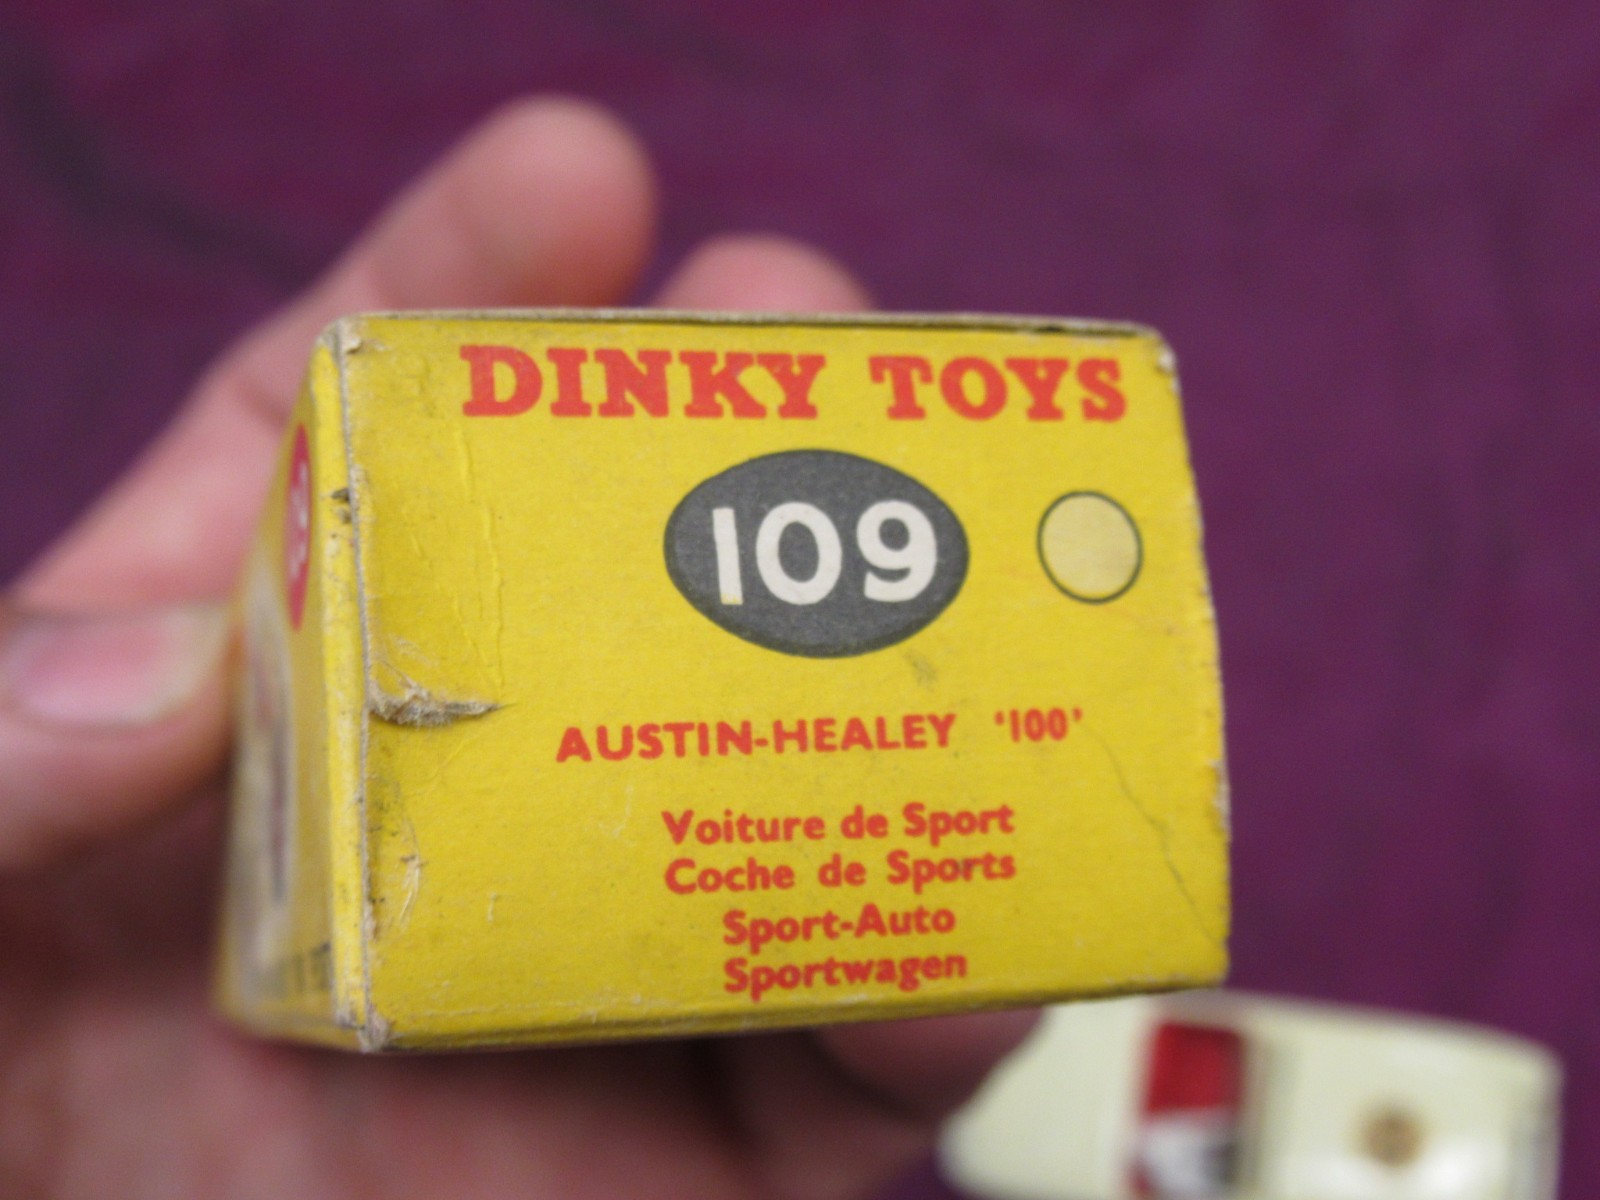 DINKY TOYS
109
AUSTIN-HEALEY '100'
Voiture de Sport
Coche de Sports
Sport-Auto
Sportwagen